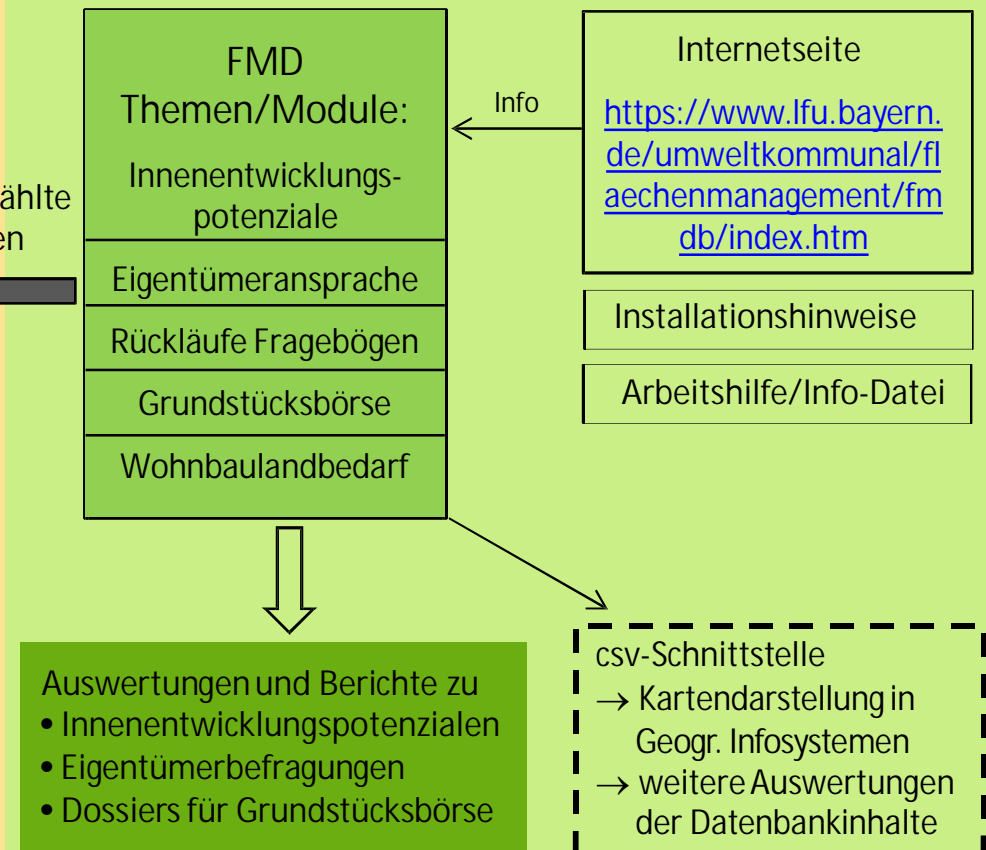 FMD
Themen/Module:
Innenentwicklungs-
potenziale
Eigentümeransprache
Rückläufe Fragebögen
Grundstücksbörse
Wohnbaulandbedarf
ählte
en
Info
Internetseite
https://www.lfu.bayern.
de/umweltkommunal/fl
aechenmanagement/fm
db/index.htm
Installationshinweise
Arbeitshilfe/Info-Datei
Auswertungen und Berichte zu
• Innenentwicklungspotenzialen
• Eigentümerbefragungen
• Dossiers für Grundstücksbörse
csv-Schnittstelle
→ Kartendarstellung in
Geogr. Infosystemen
→ weitere Auswertungen
der Datenbankinhalte